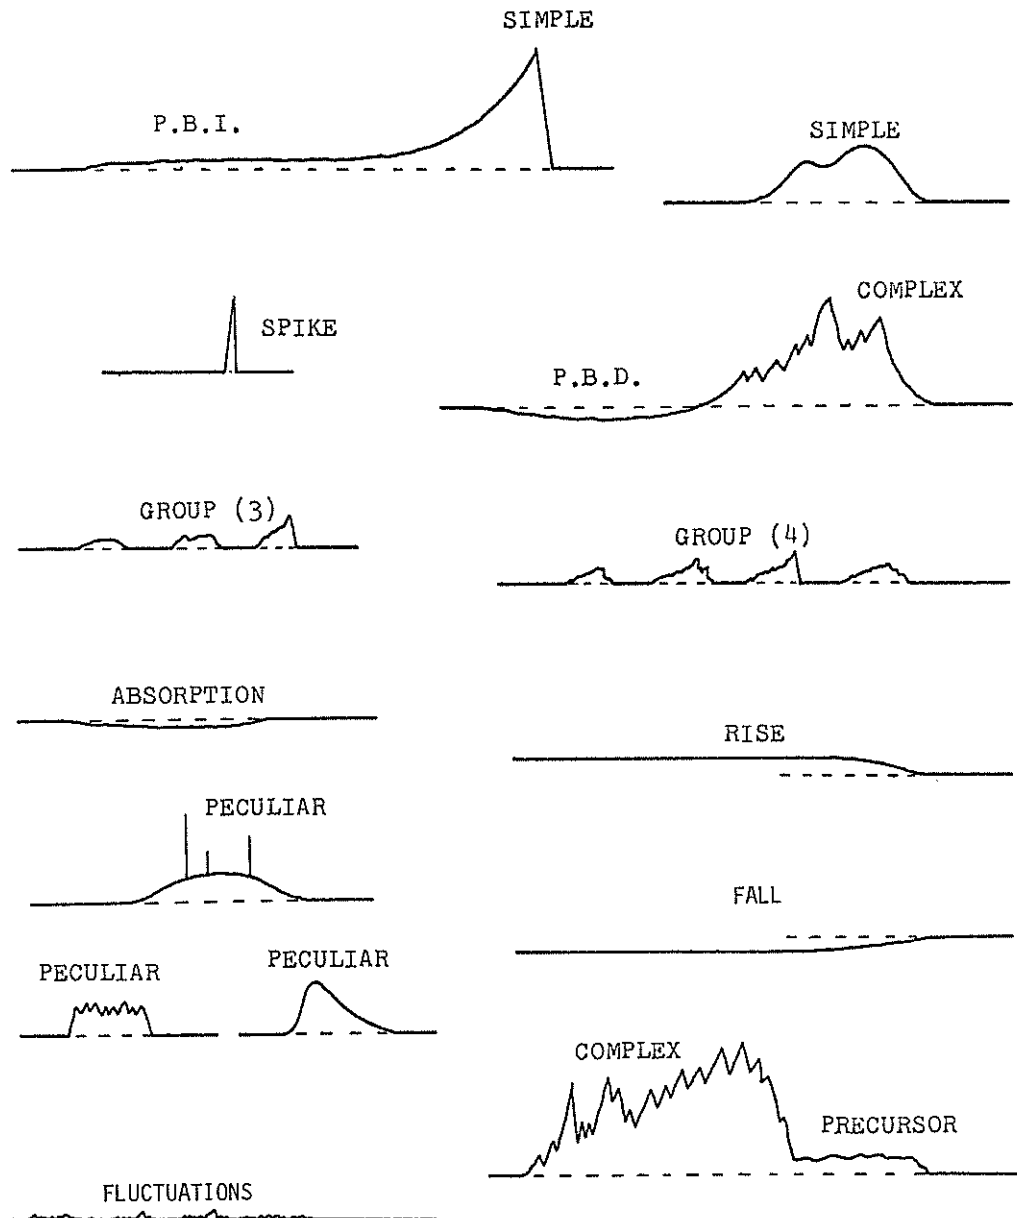 SIMPLE
P.B.I.
SIMPLE
COMPLEX
SPIKE
P.B.D.
GROUP (3)
GROUP (4)
ABSORPTION
RISE
PECULIAR
FALL
PECULIAR
PECULIAR
COMPLEX
PRECURSOR
FLUCTUATIONS